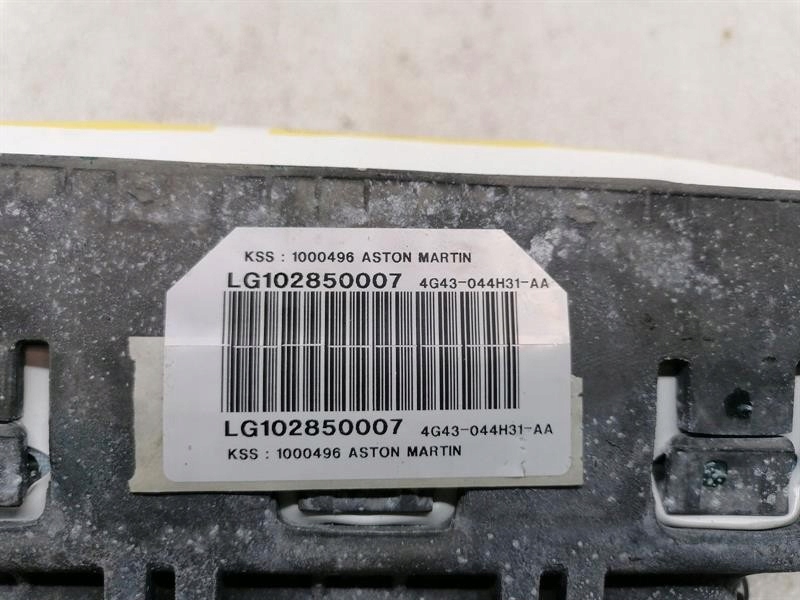 KSS : 1000496 ASTON MARTIN
LG102850007 4G43-044H31-AA
LG102850007 4G43-044H31-AA
KSS : 1000496 ASTON MARTIN